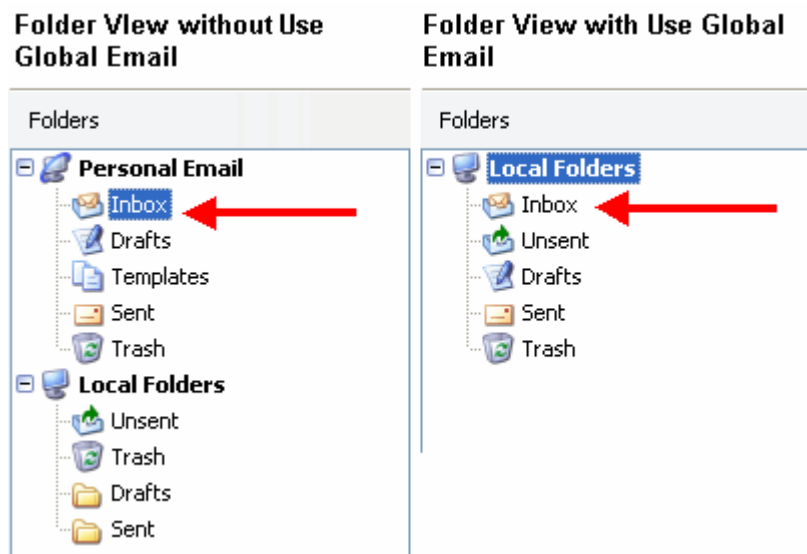 Folder VIew without Use
Global Email
Folders
Personal Email
Inbox
Drafts
Templates
Sent
Trash
Local Folders
Unsent
Trash
Drafts
Sent
Folder View with Use Global
Email
Folders
Local Folders
Inbox
Unsent
Drafts
Sent
Trash